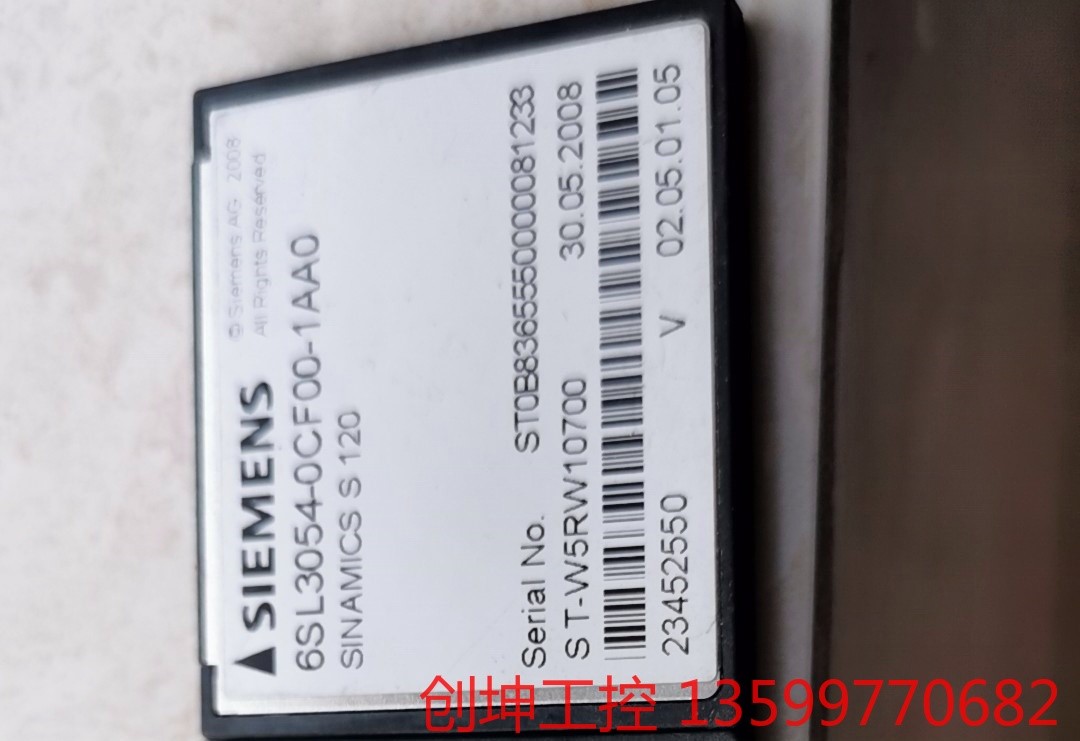 © Siemens AG 2008
All Rights Reserved
SIEMENS
6SL3054-0CF00-1AA0
SINAMICS S 120
Serial No. ST0B8365550000081233
S T-W5RW10700 30.05.2008
23452550 V 02.05.01.05
创坤工控 13599770682